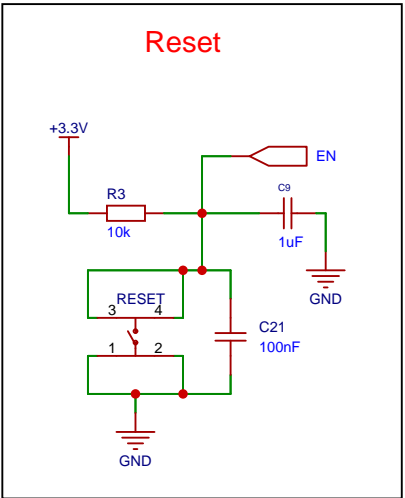 Reset
+3.3V
EN
R3
10k
C9
1uF
GND
RESET
3 4
1 2
C21
100nF
GND